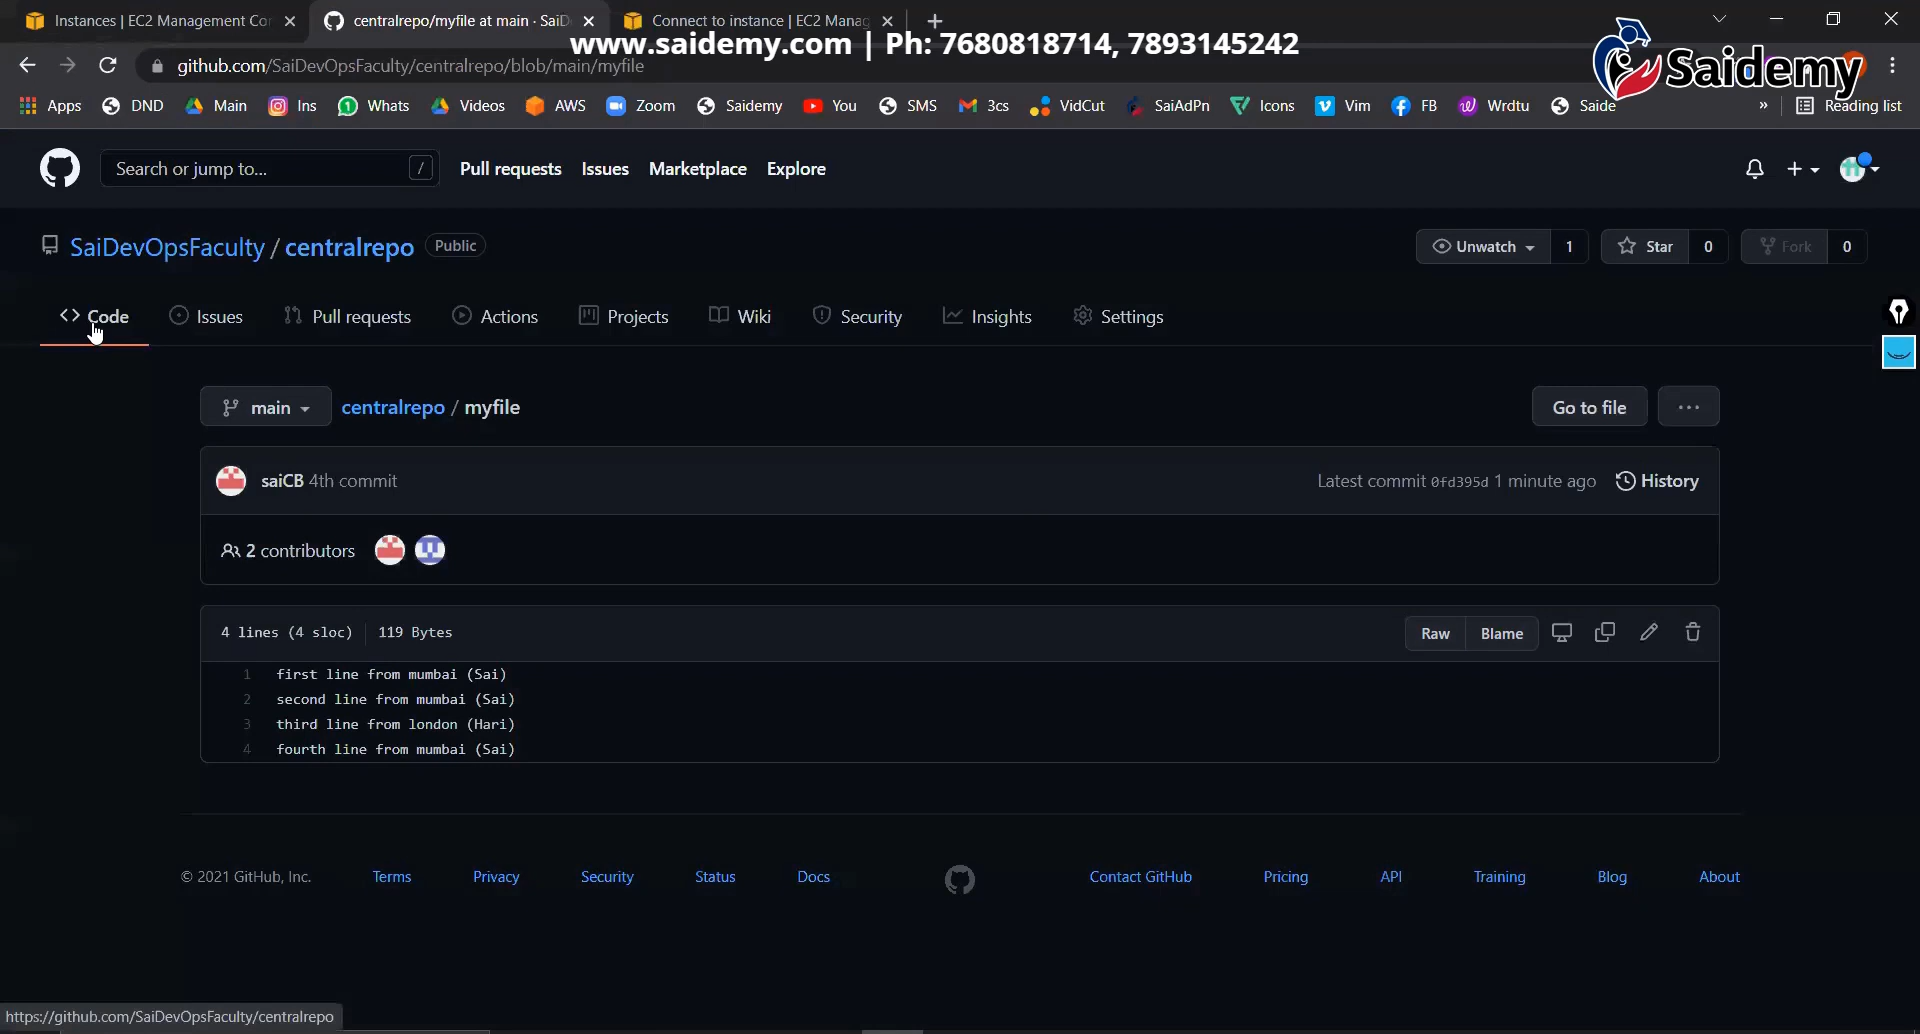 Instances | EC2 Management Co
centralrepo/myfile at main · SaiD
Connect to instance | EC2 Manag
www.saidemy.com | Ph: 7680818714, 7893145242
Saidemy
github.com/SaiDevOpsFaculty/centralrepo/blob/main/myfile
Apps DND Main Ins Whats Videos AWS Zoom Saidemy You SMS 3cs VidCut SaiAdPn Icons Vim FB Wrdtu Saide » Reading list
Search or jump to... / Pull requests Issues Marketplace Explore
SaiDevOpsFaculty / centralrepo Public Unwatch 1 Star 0 Fork 0
Code Issues Pull requests Actions Projects Wiki Security Insights Settings
main centralrepo / myfile Go to file ...
saiCB 4th commit Latest commit 0fd395d 1 minute ago History
2 contributors
4 lines (4 sloc) 119 Bytes Raw Blame
1 first line from mumbai (Sai)
2 second line from mumbai (Sai)
3 third line from london (Hari)
4 fourth line from mumbai (Sai)
© 2021 GitHub, Inc. Terms Privacy Security Status Docs Contact GitHub Pricing API Training Blog About
https://github.com/SaiDevOpsFaculty/centralrepo